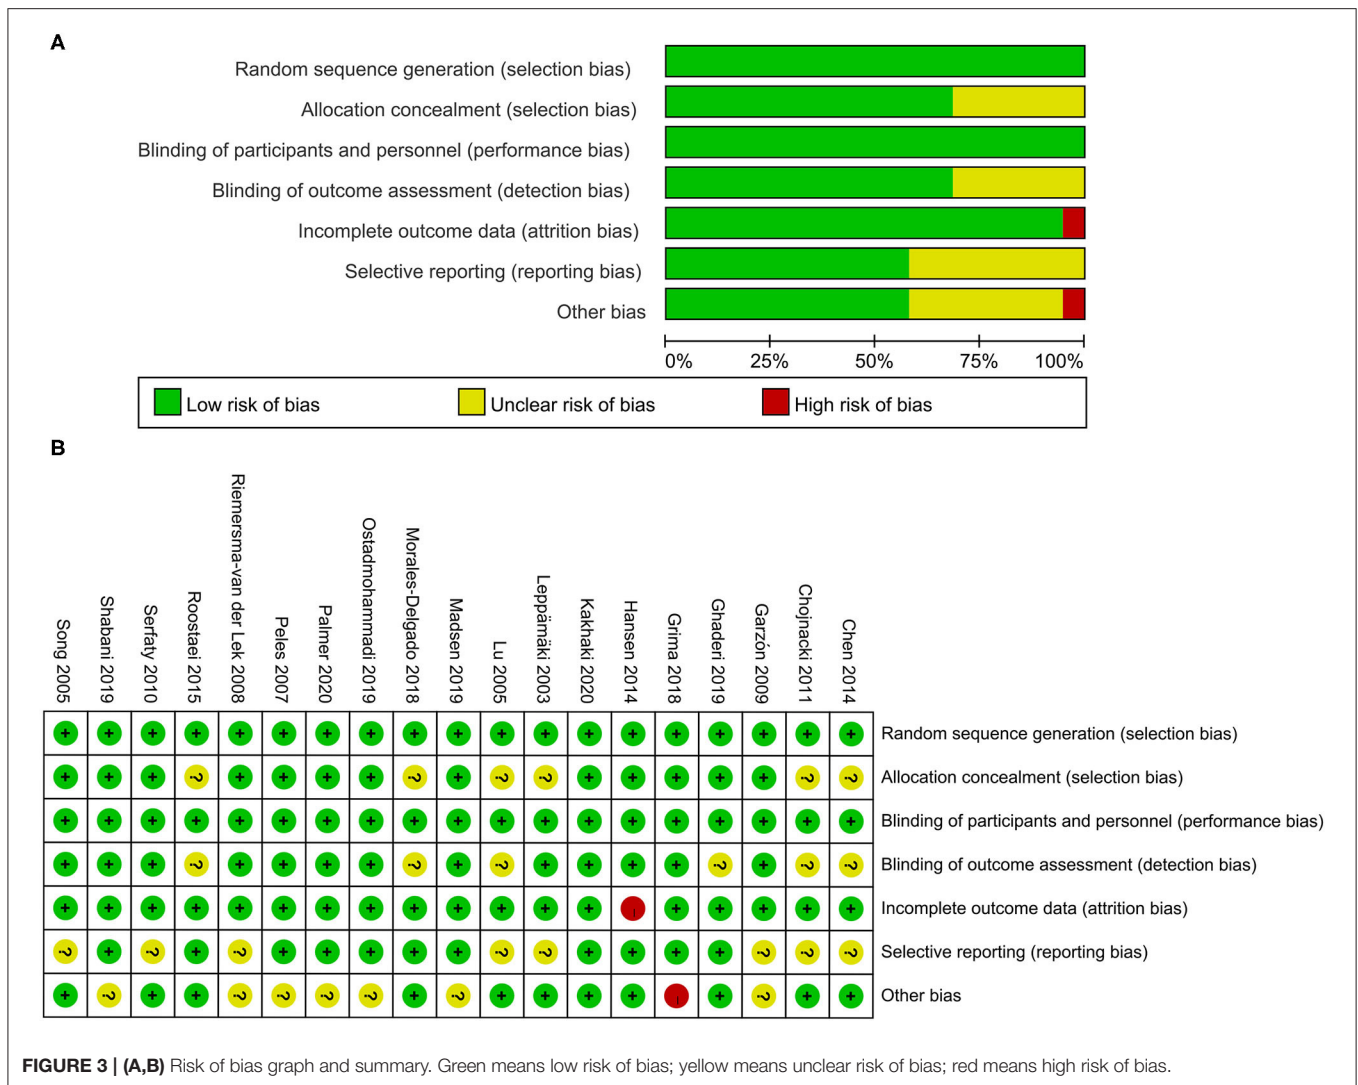 A
Random sequence generation (selection bias)
Allocation concealment (selection bias)
Blinding of participants and personnel (performance bias)
Blinding of outcome assessment (detection bias)
Incomplete outcome data (attrition bias)
Selective reporting (reporting bias)
Other bias
0% 25% 50% 75% 100%
Low risk of bias Unclear risk of bias High risk of bias
B
Song 2005
Shabani 2019
Serfaty 2010
Roostaei 2015
Riemersma-van der Lek 2008
Peles 2007
Palmer 2020
Ostadmohammadi 2019
Morales-Delgado 2018
Madsen 2019
Lu 2005
Leppämäki 2003
Kakhaki 2020
Hansen 2014
Grima 2018
Ghaderi 2019
Garzón 2009
Chojnacki 2011
Chen 2014
+ + + + + + + + + + + + + + + + + + + Random sequence generation (selection bias)
+ + + ? + + + + ? + ? ? + + + + + ? ? Allocation concealment (selection bias)
+ + + + + + + + + + + + + + + + + + + Blinding of participants and personnel (performance bias)
+ + + ? + + + + ? + ? + + + + ? + ? ? Blinding of outcome assessment (detection bias)
+ + + + + + + + + + + + + - + + + + + Incomplete outcome data (attrition bias)
? + ? + ? + + + + + ? ? + + + + ? ? ? Selective reporting (reporting bias)
+ ? + + ? ? ? ? + ? + + + + - + ? + + Other bias
FIGURE 3 | (A,B) Risk of bias graph and summary. Green means low risk of bias; yellow means unclear risk of bias; red means high risk of bias.